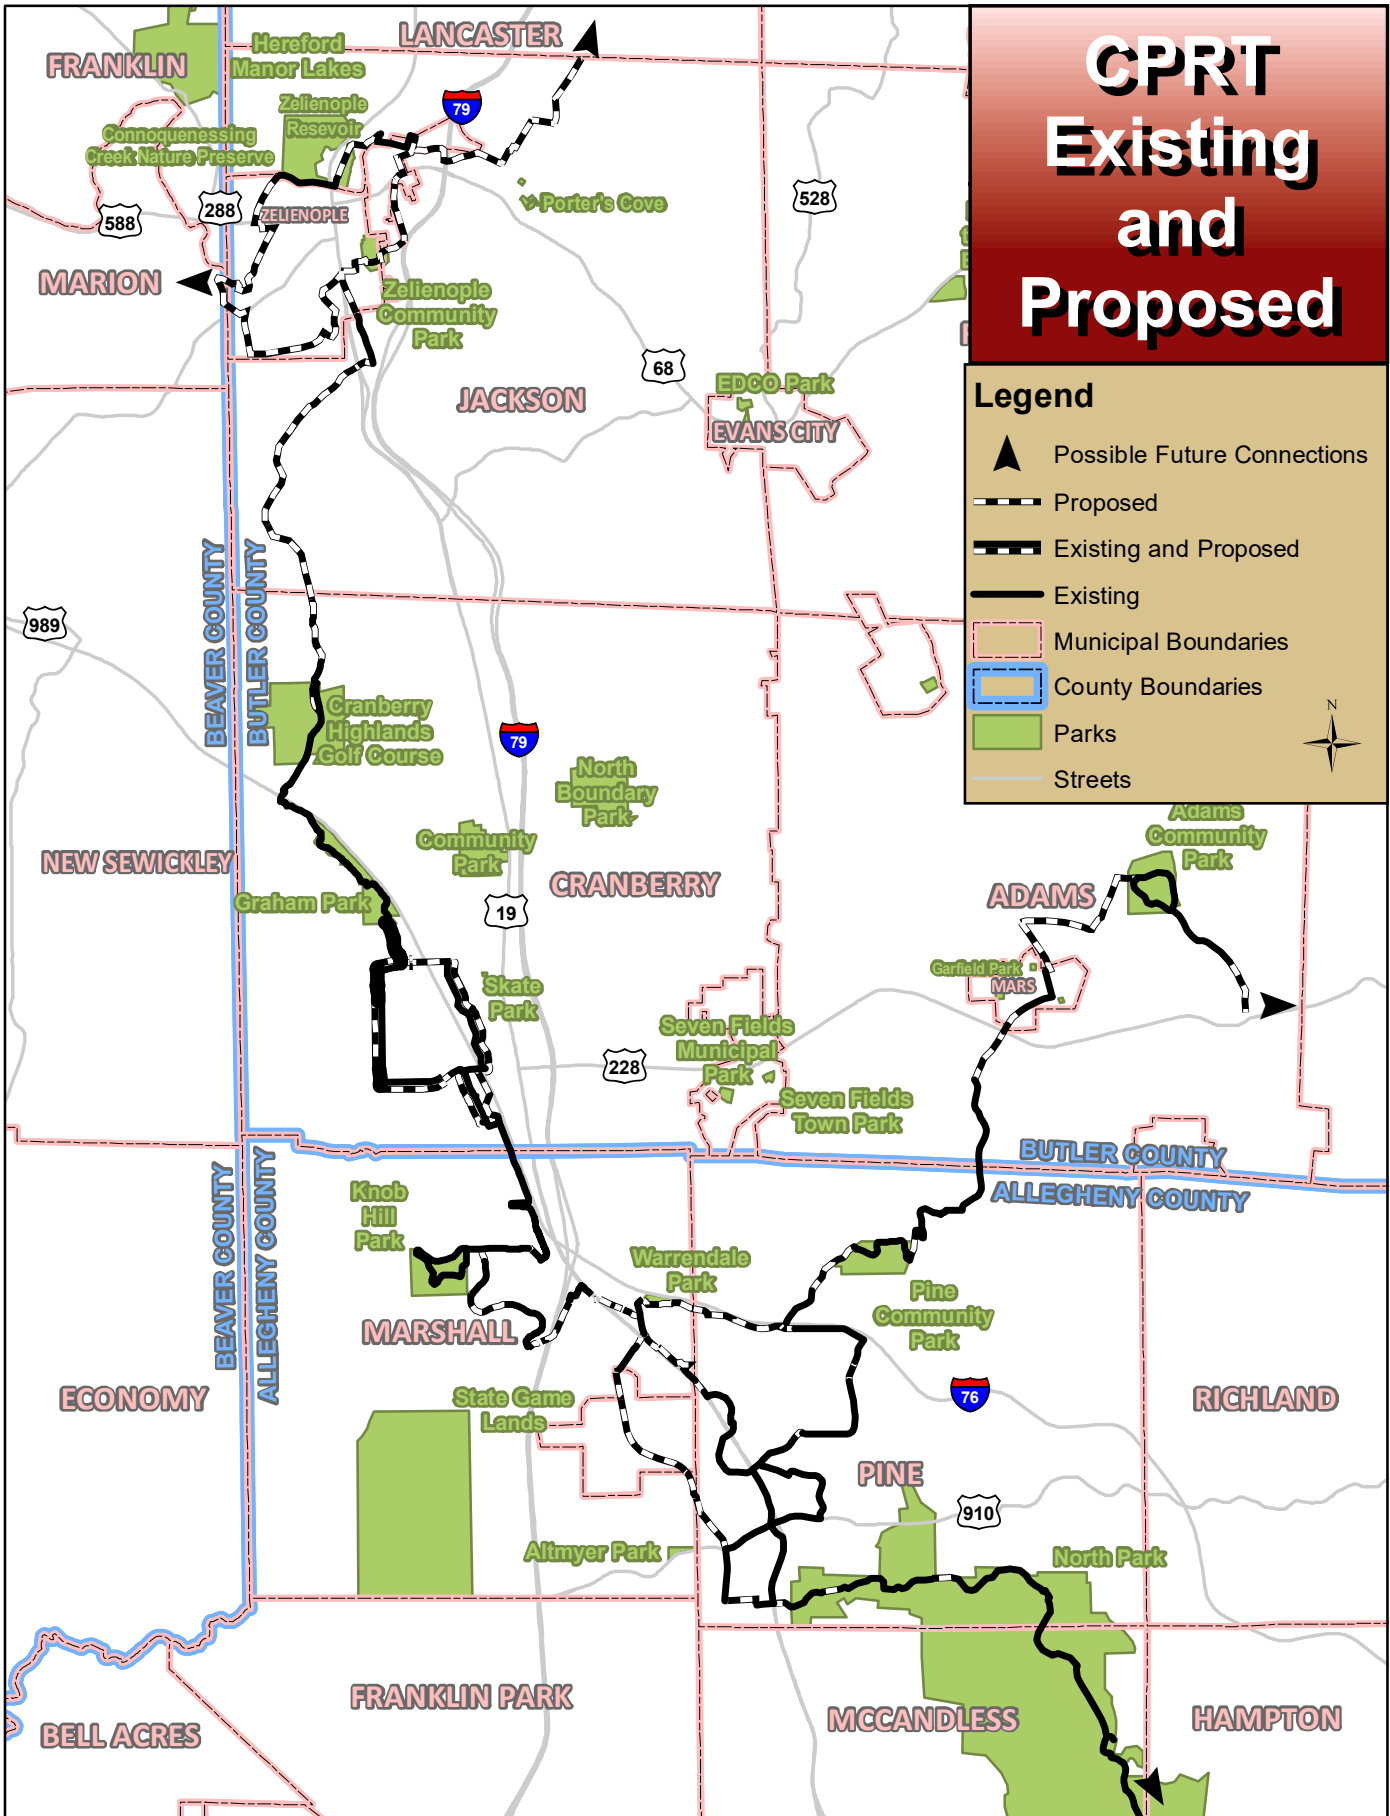 CPRT
Existing
and
Proposed
Legend
Possible Future Connections
Proposed
Existing and Proposed
Existing
Municipal Boundaries
County Boundaries
Parks
Streets
N
FRANKLIN
Hereford
Manor Lakes
LANCASTER
Zelienople
Resevoir
79
Connoquenessing
Creek Nature Preserve
588
288
ZELIENOPLE
Porter's Cove
528
MARION
Zelienople
Community
Park
68
JACKSON
EDCO Park
EVANS CITY
BEAVER COUNTY
BUTLER COUNTY
989
Cranberry
Highlands
Golf Course
79
North
Boundary
Park
Community
Park
NEW SEWICKLEY
CRANBERRY
Graham Park
19
Adams
Community
Park
ADAMS
Garfield Park
MARS
Skate
Park
Seven Fields
Municipal
Park
228
Seven Fields
Town Park
BUTLER COUNTY
ALLEGHENY COUNTY
BEAVER COUNTY
ALLEGHENY COUNTY
Knob
Hill
Park
Warrendale
Park
Pine
Community
Park
MARSHALL
ECONOMY
State Game
Lands
76
RICHLAND
PINE
910
Altmyer Park
North Park
FRANKLIN PARK
MCCANDLESS
HAMPTON
BELL ACRES